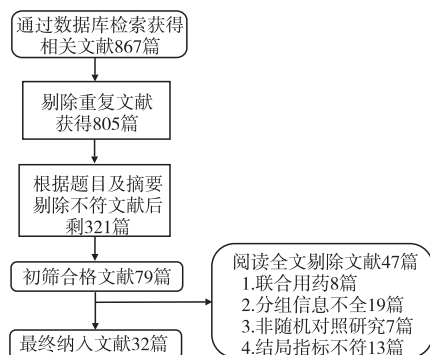 通过数据库检索获得
相关文献867篇
剔除重复文献
获得805篇
根据题目及摘要
剔除不符文献后
剩321篇
初筛合格文献79篇
阅读全文剔除文献47篇
1.联合用药8篇
2.分组信息不全19篇
3.非随机对照研究7篇
4.结局指标不符13篇
最终纳入文献32篇